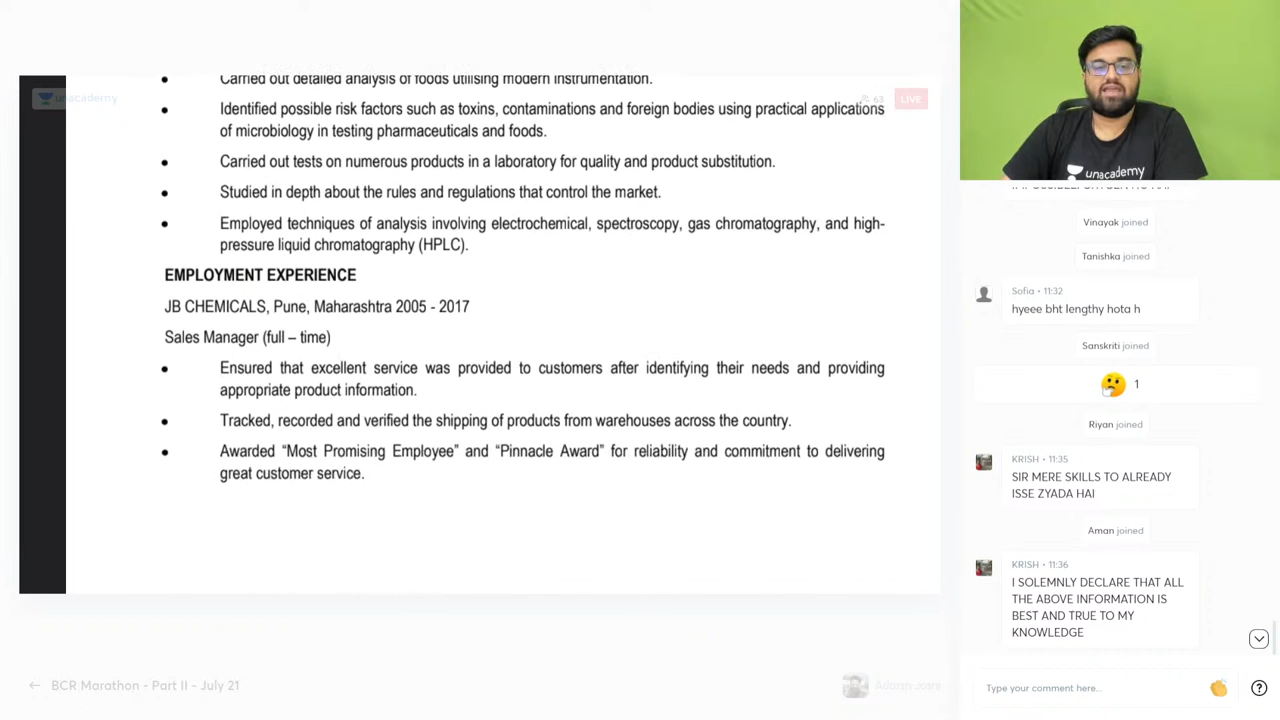 Carried out detailed analysis of foods utilising modern instrumentation.
unacademy
63
LIVE
• Identified possible risk factors such as toxins, contaminations and foreign bodies using practical applications
of microbiology in testing pharmaceuticals and foods.
• Carried out tests on numerous products in a laboratory for quality and product substitution.
• Studied in depth about the rules and regulations that control the market.
• Employed techniques of analysis involving electrochemical, spectroscopy, gas chromatography, and high-
pressure liquid chromatography (HPLC).
EMPLOYMENT EXPERIENCE
JB CHEMICALS, Pune, Maharashtra 2005 - 2017
Sales Manager (full – time)
• Ensured that excellent service was provided to customers after identifying their needs and providing
appropriate product information.
• Tracked, recorded and verified the shipping of products from warehouses across the country.
• Awarded “Most Promising Employee” and “Pinnacle Award” for reliability and commitment to delivering
great customer service.
BCR Marathon - Part II - July 21
Adarsh Joshi
unacademy
Vinayak joined
Tanishka joined
Sofia • 11:32
hyeee bht lengthy hota h
Sanskriti joined
1
Riyan joined
KRISH • 11:35
SIR MERE SKILLS TO ALREADY
ISSE ZYADA HAI
Aman joined
KRISH • 11:36
I SOLEMNLY DECLARE THAT ALL
THE ABOVE INFORMATION IS
BEST AND TRUE TO MY
KNOWLEDGE
Type your comment here...